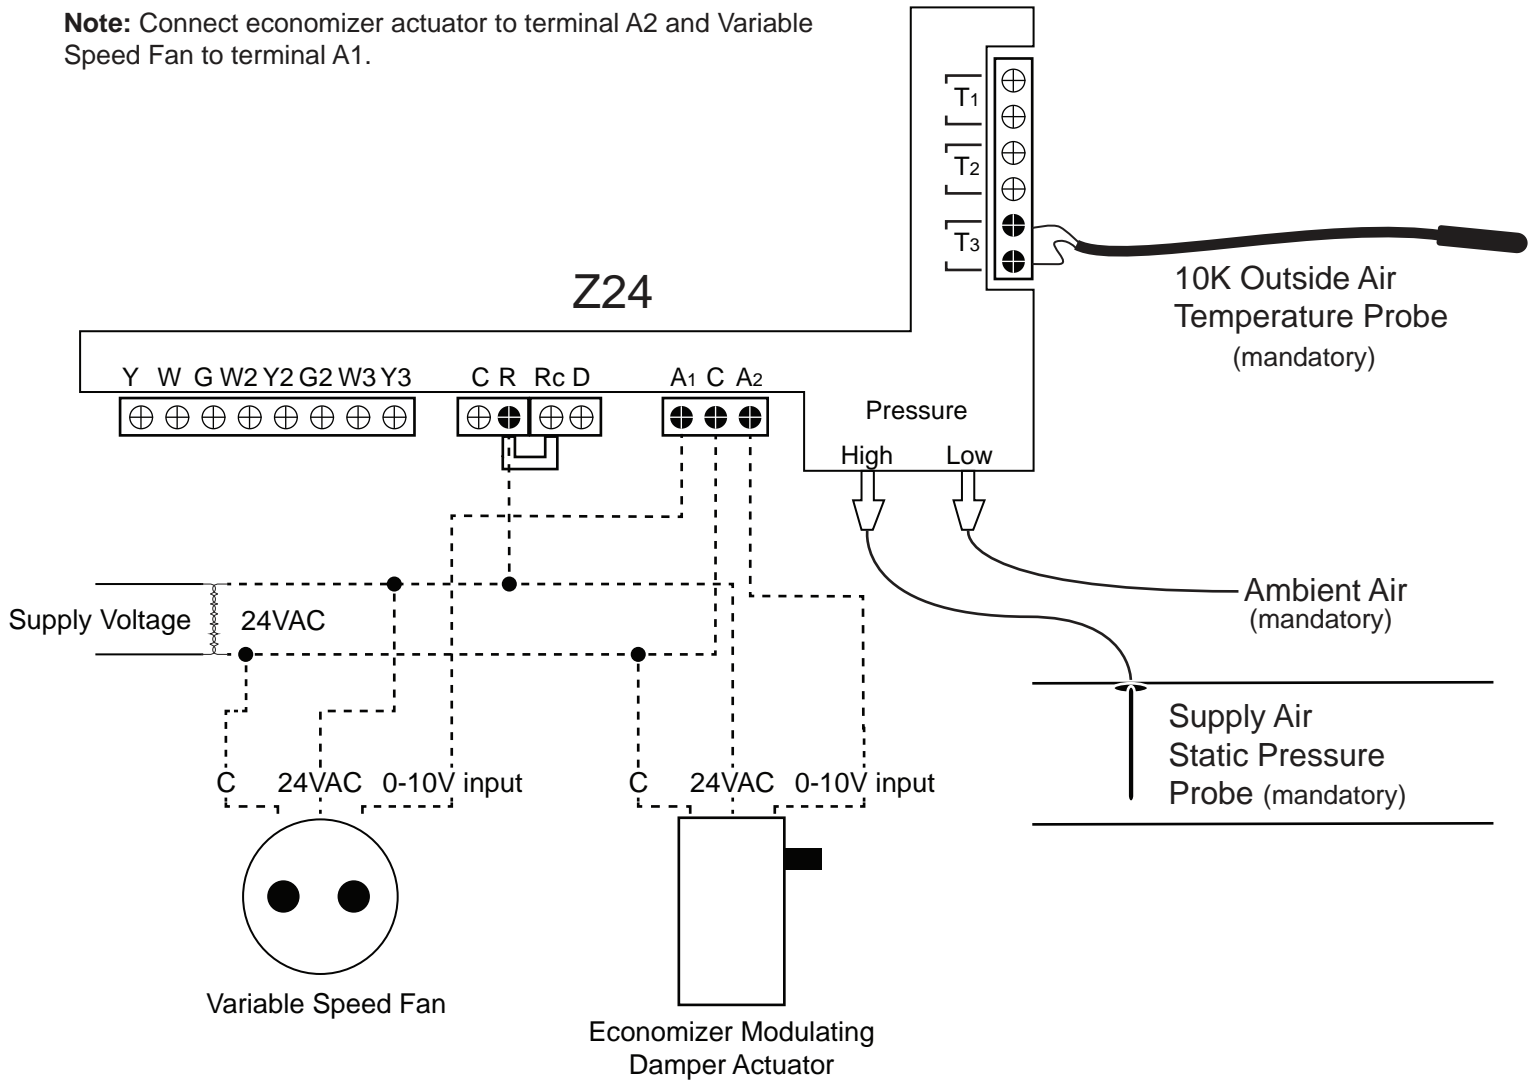 Note: Connect economizer actuator to terminal A2 and Variable
Speed Fan to terminal A1.
T1
T2
T3
10K Outside Air
Temperature Probe
(mandatory)
Z24
Y W G W2 Y2 G2 W3 Y3 C R Rc D A1 C A2
Pressure
High Low
Ambient Air
(mandatory)
Supply Voltage 24VAC
Supply Air
Static Pressure
Probe (mandatory)
C 24VAC 0-10V input C 24VAC 0-10V input
Variable Speed Fan
Economizer Modulating
Damper Actuator